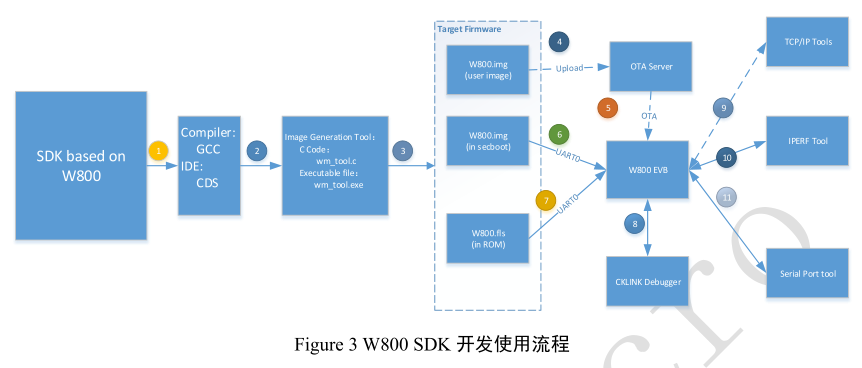 SDK based on
W800
1
Compiler:
GCC
IDE:
CDS
2
Image Generation Tool：
C Code：
wm_tool.c
Executable file：
wm_tool.exe
3
Target Firmware
W800.img
(user image)
W800.img
(in secboot)
W800.fls
(in ROM)
4
Upload
OTA Server
5
OTA
6
UART0
7
UART0
W800 EVB
8
CKLINK Debugger
9
TCP/IP Tools
10
IPERF Tool
11
Serial Port tool
cro
Figure 3 W800 SDK 开发使用流程